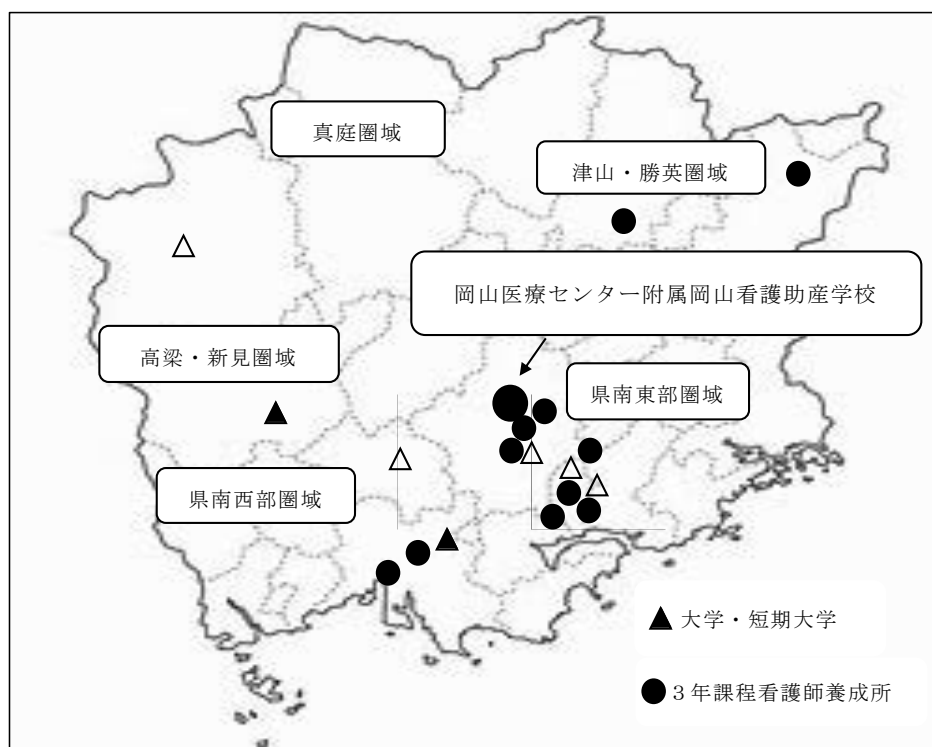 真庭圏域
津山・勝英圏域
岡山医療センター附属岡山看護助産学校
高梁・新見圏域
県南東部圏域
県南西部圏域
▲大学・短期大学
●３年課程看護師養成所